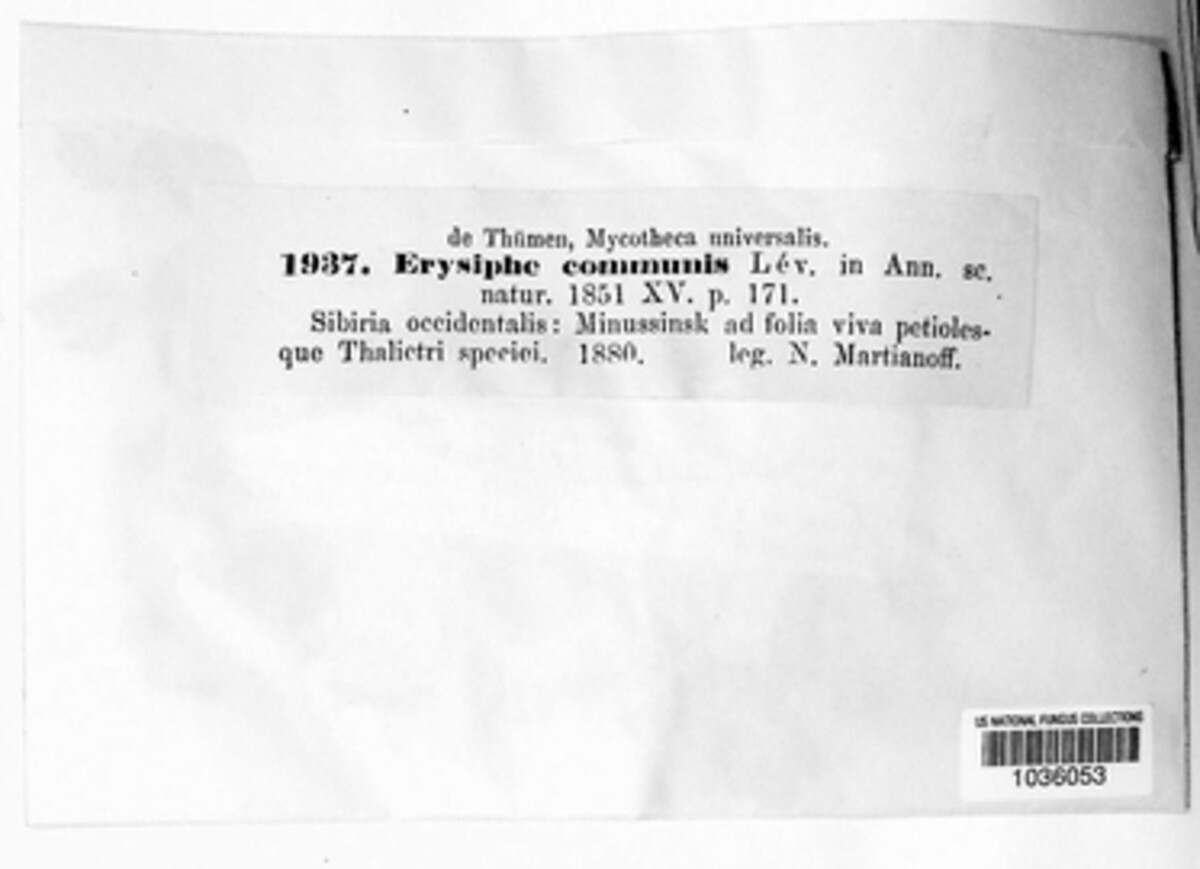 de Thümen, Mycotheca universalis.
1937. Erysiphe communis Lév. in Ann. sc.
natur. 1851 XV. p. 171.
Sibiria occidentalis: Minussinsk ad folia viva petioles-
que Thalictri speciei. 1880. leg. N. Martianoff.
US NATIONAL FUNGUS COLLECTIONS
1036053